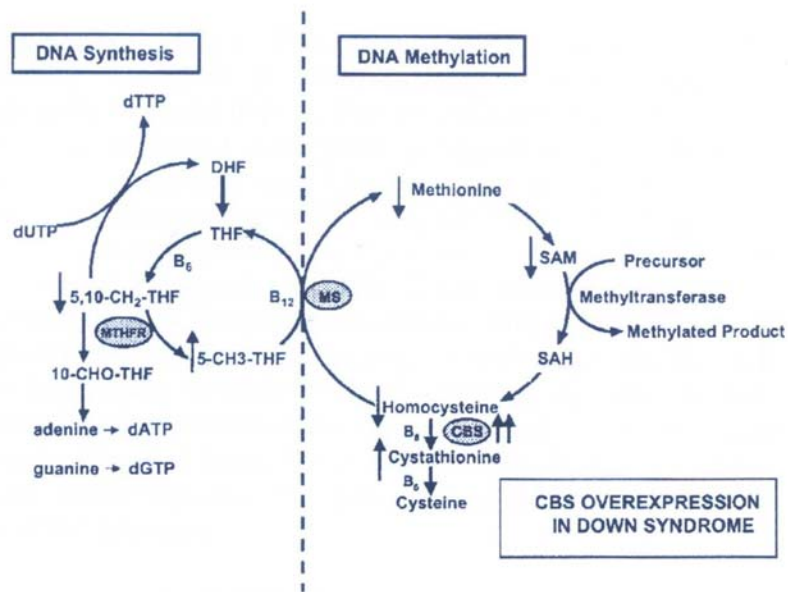 DNA Synthesis
DNA Methylation
dTTP
DHF
dUTP
THF
B6
5,10-CH2-THF
MTHFR
10-CHO-THF
5-CH3-THF
adenine → dATP
guanine → dGTP
B12
MS
Methionine
SAM
Precursor
Methyltransferase
Methylated Product
SAH
Homocysteine
B6
CBS
Cystathionine
B6
Cysteine
CBS OVEREXPRESSION
IN DOWN SYNDROME